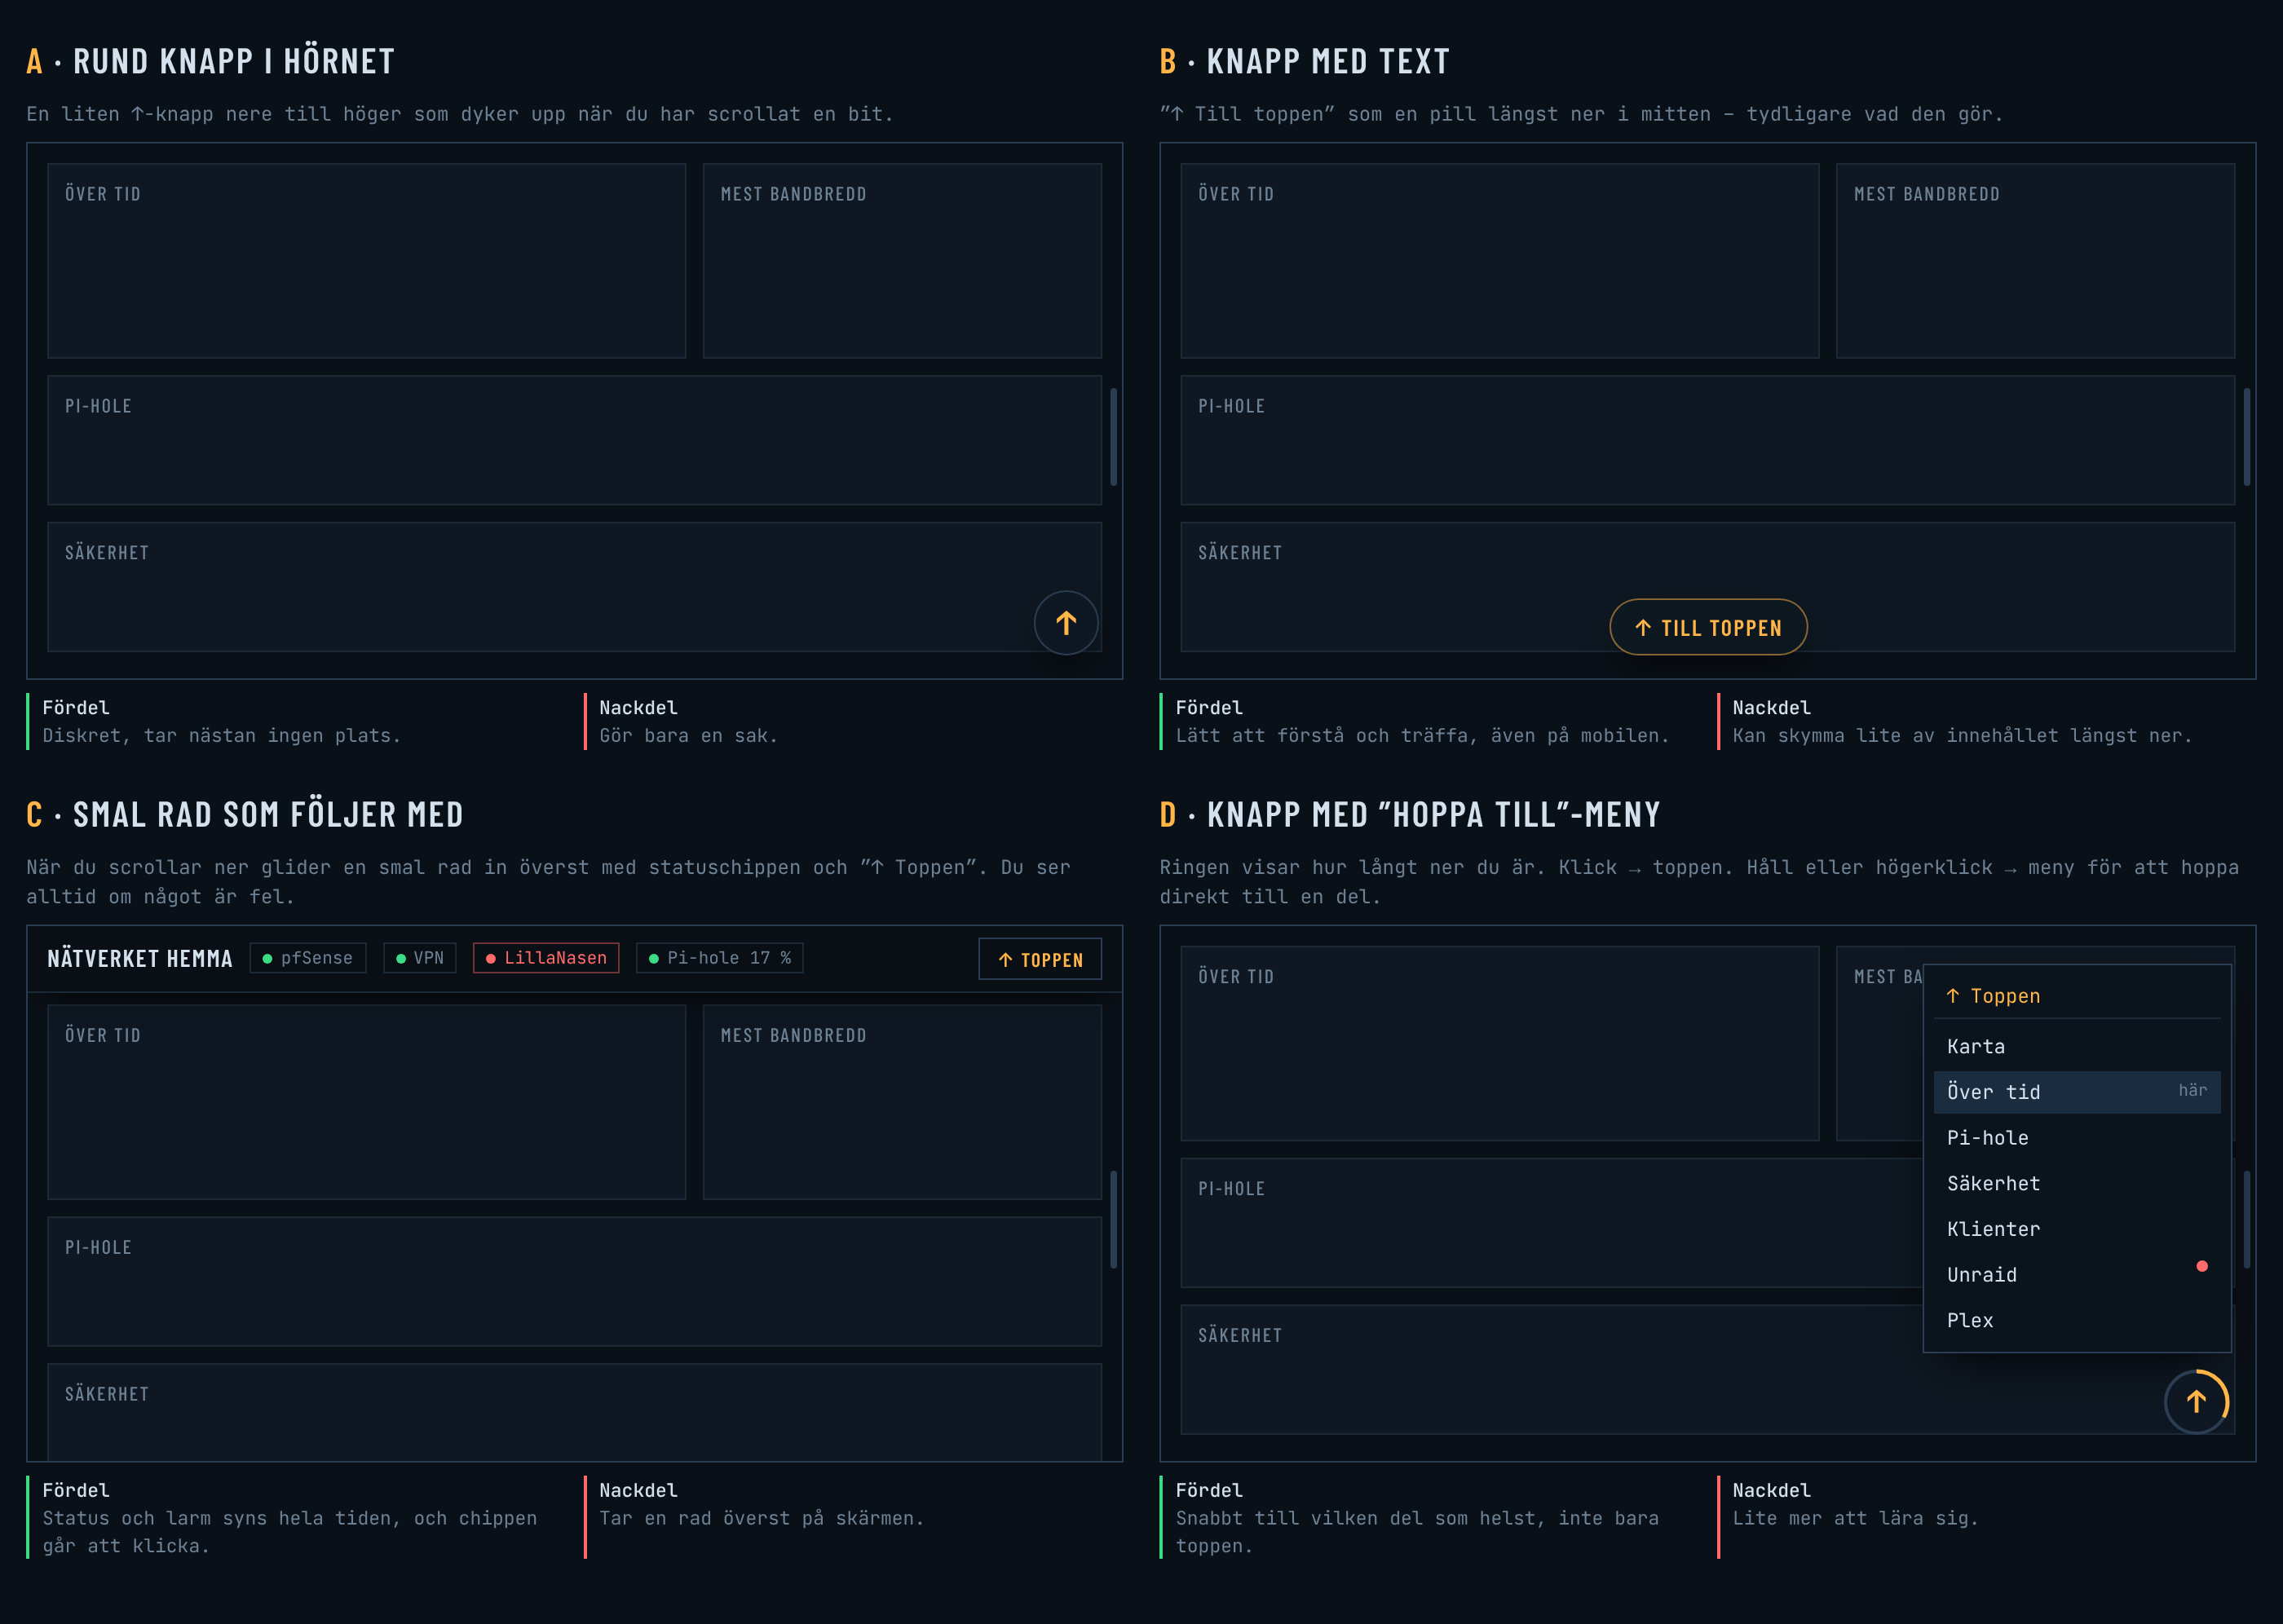 A · RUND KNAPP I HÖRNET
En liten ↑-knapp nere till höger som dyker upp när du har scrollat en bit.
ÖVER TID
MEST BANDBREDD
PI-HOLE
SÄKERHET
↑
Fördel
Diskret, tar nästan ingen plats.
Nackdel
Gör bara en sak.
B · KNAPP MED TEXT
”↑ Till toppen” som en pill längst ner i mitten – tydligare vad den gör.
ÖVER TID
MEST BANDBREDD
PI-HOLE
SÄKERHET
↑ TILL TOPPEN
Fördel
Lätt att förstå och träffa, även på mobilen.
Nackdel
Kan skymma lite av innehållet längst ner.
C · SMAL RAD SOM FÖLJER MED
När du scrollar ner glider en smal rad in överst med statuschippen och ”↑ Toppen”. Du ser
alltid om något är fel.
NÄTVERKET HEMMA
pfSense
VPN
LillaNasen
Pi-hole 17 %
↑ TOPPEN
ÖVER TID
MEST BANDBREDD
PI-HOLE
SÄKERHET
Fördel
Status och larm syns hela tiden, och chippen
går att klicka.
Nackdel
Tar en rad överst på skärmen.
D · KNAPP MED ”HOPPA TILL”-MENY
Ringen visar hur långt ner du är. Klick → toppen. Håll eller högerklick → meny för att hoppa
direkt till en del.
ÖVER TID
MEST BA
PI-HOLE
SÄKERHET
↑ Toppen
Karta
Över tid här
Pi-hole
Säkerhet
Klienter
Unraid
Plex
↑
Fördel
Snabbt till vilken del som helst, inte bara
toppen.
Nackdel
Lite mer att lära sig.